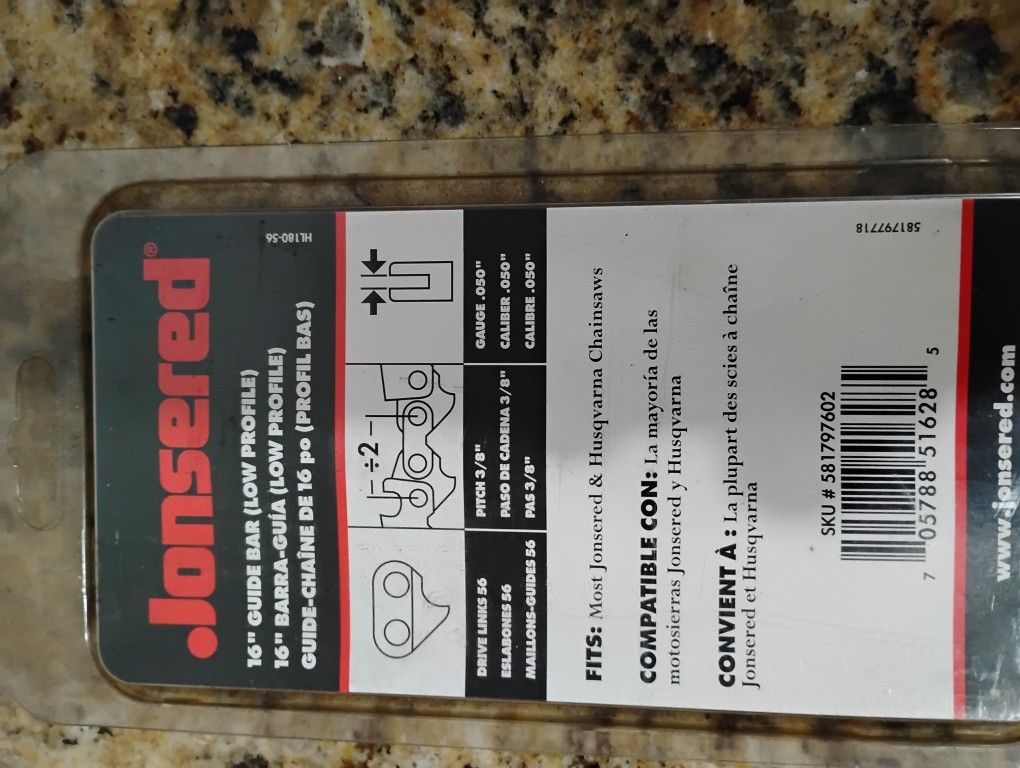 Jonsered®
HL180-56
16" GUIDE BAR (LOW PROFILE)
16" BARRA-GUÍA (LOW PROFILE)
GUIDE-CHAÎNE DE 16 po (PROFIL BAS)
÷2
DRIVE LINKS 56
ESLABONES 56
MAILLONS-GUIDES 56
PITCH 3/8"
PASO DE CADENA 3/8"
PAS 3/8"
GAUGE .050"
CALIBER .050"
CALIBRE .050"
FITS: Most Jonsered & Husqvarna Chainsaws
COMPATIBLE CON: La mayoría de las
motosierras Jonsered y Husqvarna
CONVIENT À : La plupart des scies à chaîne
Jonsered et Husqvarna
SKU # 581797602
7 05788 51628 5
581797718
www.jonsered.com